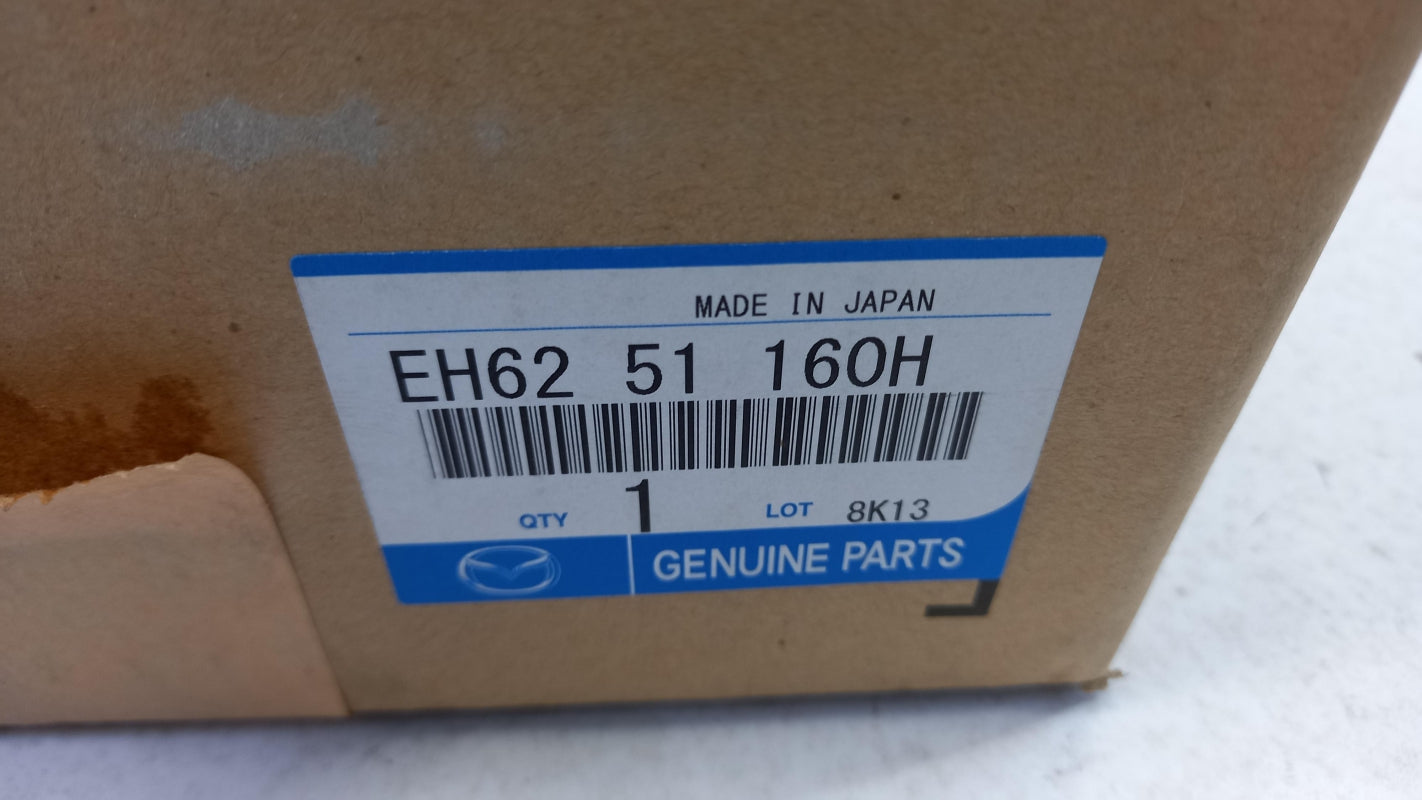 MADE IN JAPAN
EH62 51 160H
QTY 1 LOT 8K13
GENUINE PARTS